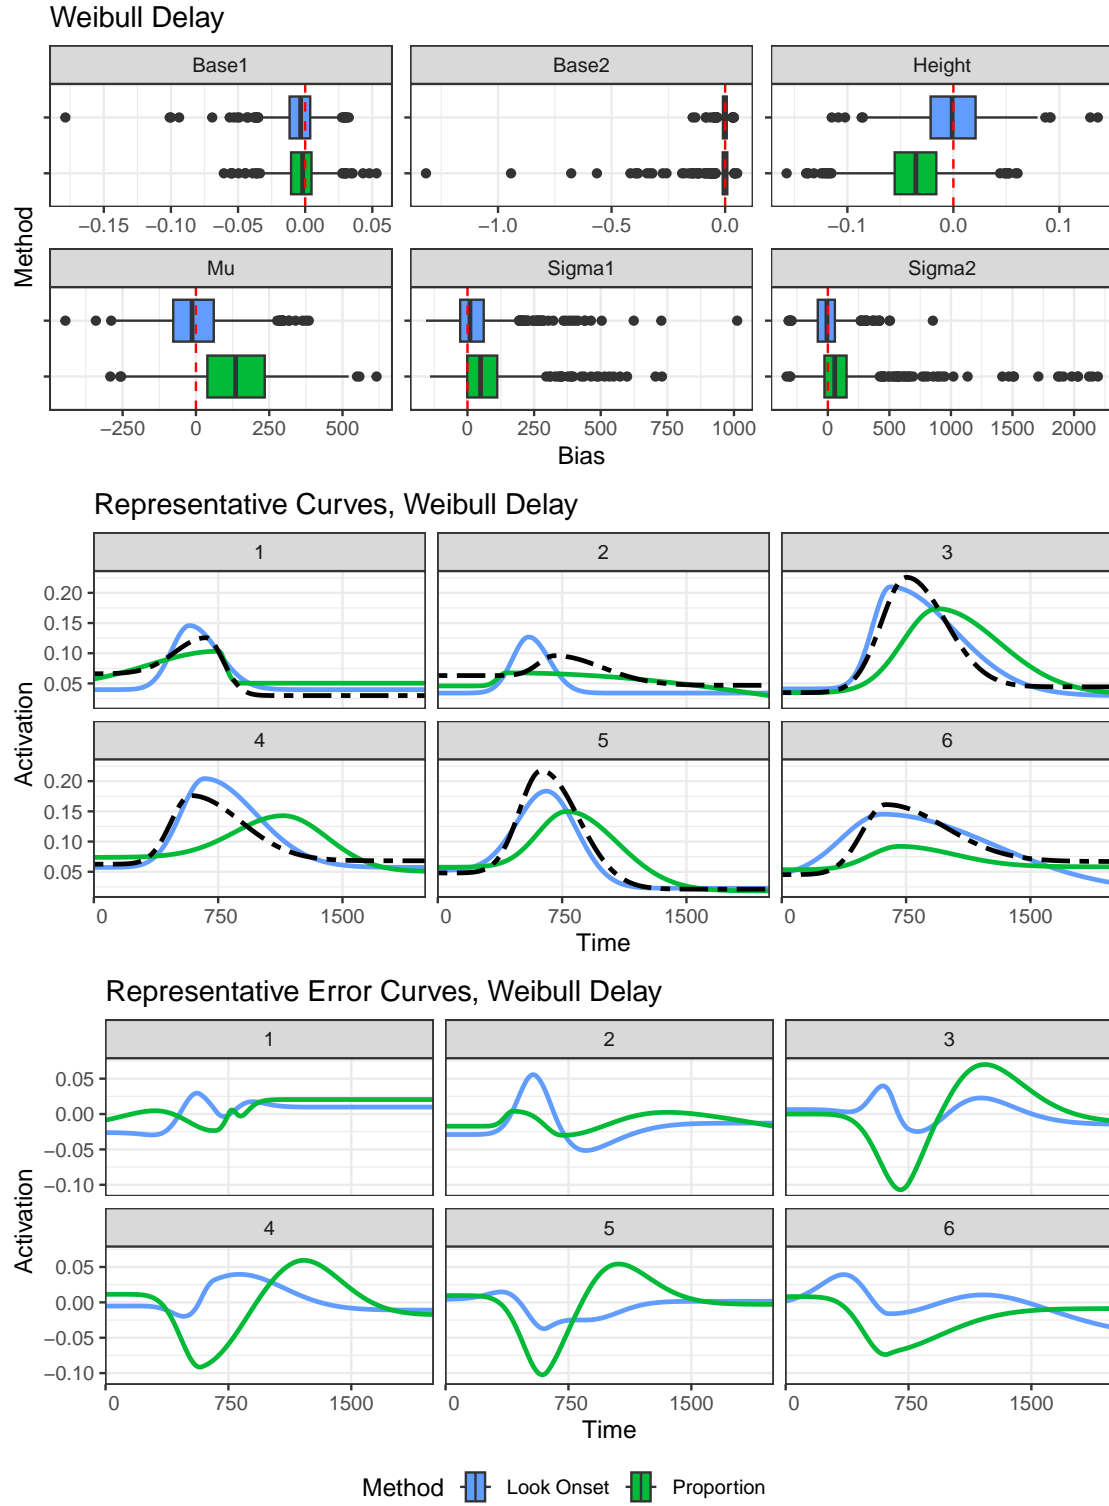 Weibull Delay
Base1 Base2 Height
−0.15 −0.10 −0.05 0.00 0.05 −1.0 −0.5 0.0 −0.1 0.0 0.1
Method
Mu Sigma1 Sigma2
−250 0 250 500 0 250 500 750 1000 0 500 1000 1500 2000
Bias
Representative Curves, Weibull Delay
1 2 3
0.20
0.15
0.10
0.05
Activation
4 5 6
0.20
0.15
0.10
0.05
0 750 1500 0 750 1500 0 750 1500
Time
Representative Error Curves, Weibull Delay
1 2 3
0.05
0.00
−0.05
−0.10
Activation
4 5 6
0.05
0.00
−0.05
−0.10
0 750 1500 0 750 1500 0 750 1500
Time
Method Look Onset Proportion